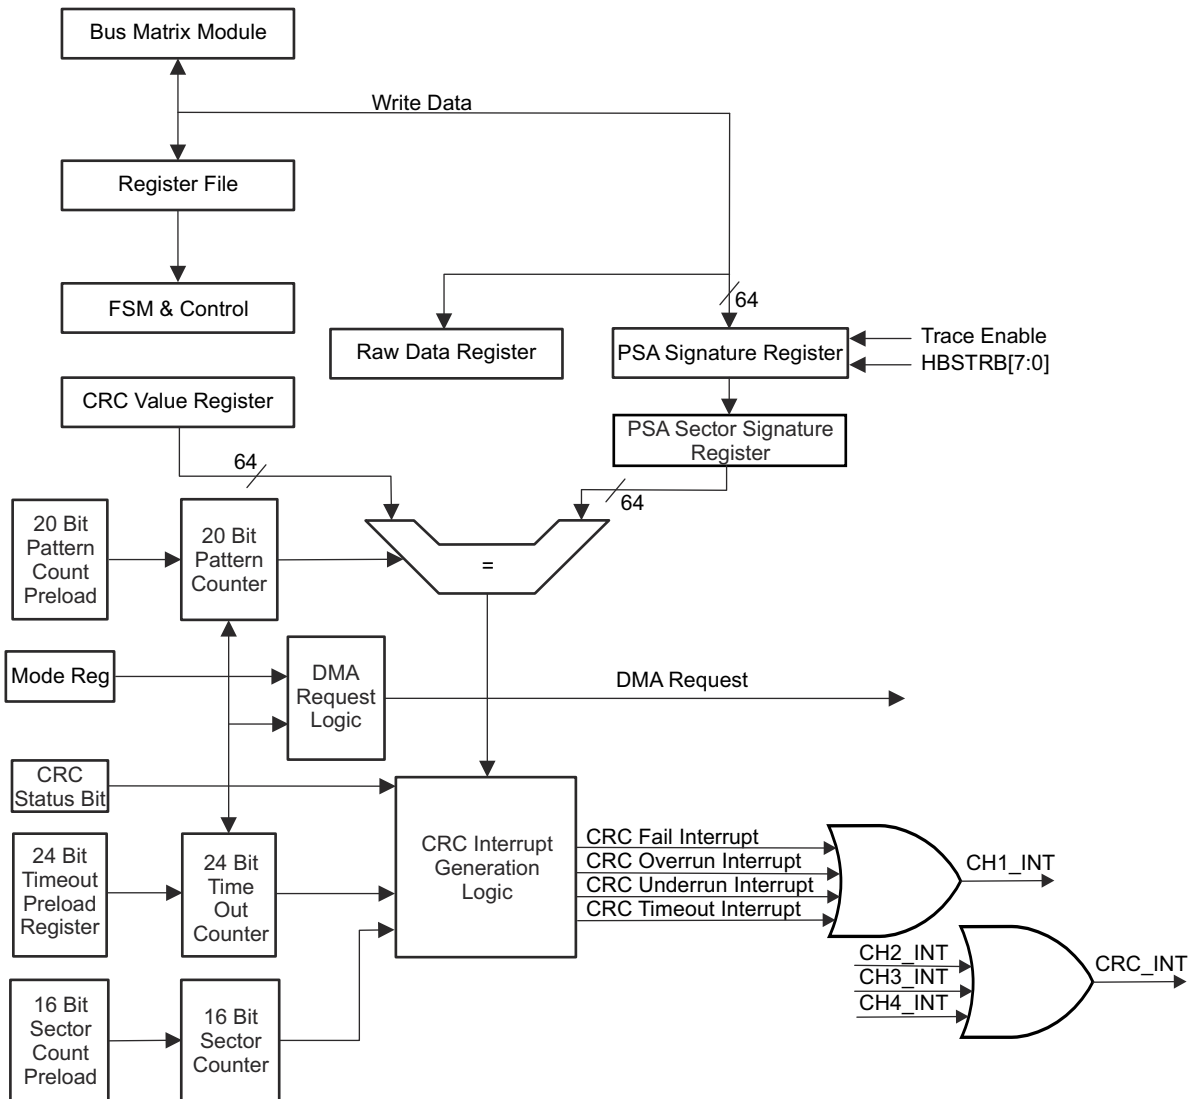 Bus Matrix Module
Write Data
Register File
FSM & Control
64
Raw Data Register
PSA Signature Register
Trace Enable
HBSTRB[7:0]
CRC Value Register
PSA Sector Signature
Register
64
64
20 Bit
Pattern
Count
Preload
20 Bit
Pattern
Counter
=
Mode Reg
DMA
Request
Logic
DMA Request
CRC
Status Bit
24 Bit
Timeout
Preload
Register
24 Bit
Time
Out
Counter
CRC Interrupt
Generation
Logic
CRC Fail Interrupt
CRC Overrun Interrupt
CRC Underrun Interrupt
CRC Timeout Interrupt
CH1_INT
CH2_INT
CH3_INT
CH4_INT
CRC_INT
16 Bit
Sector
Count
Preload
16 Bit
Sector
Counter